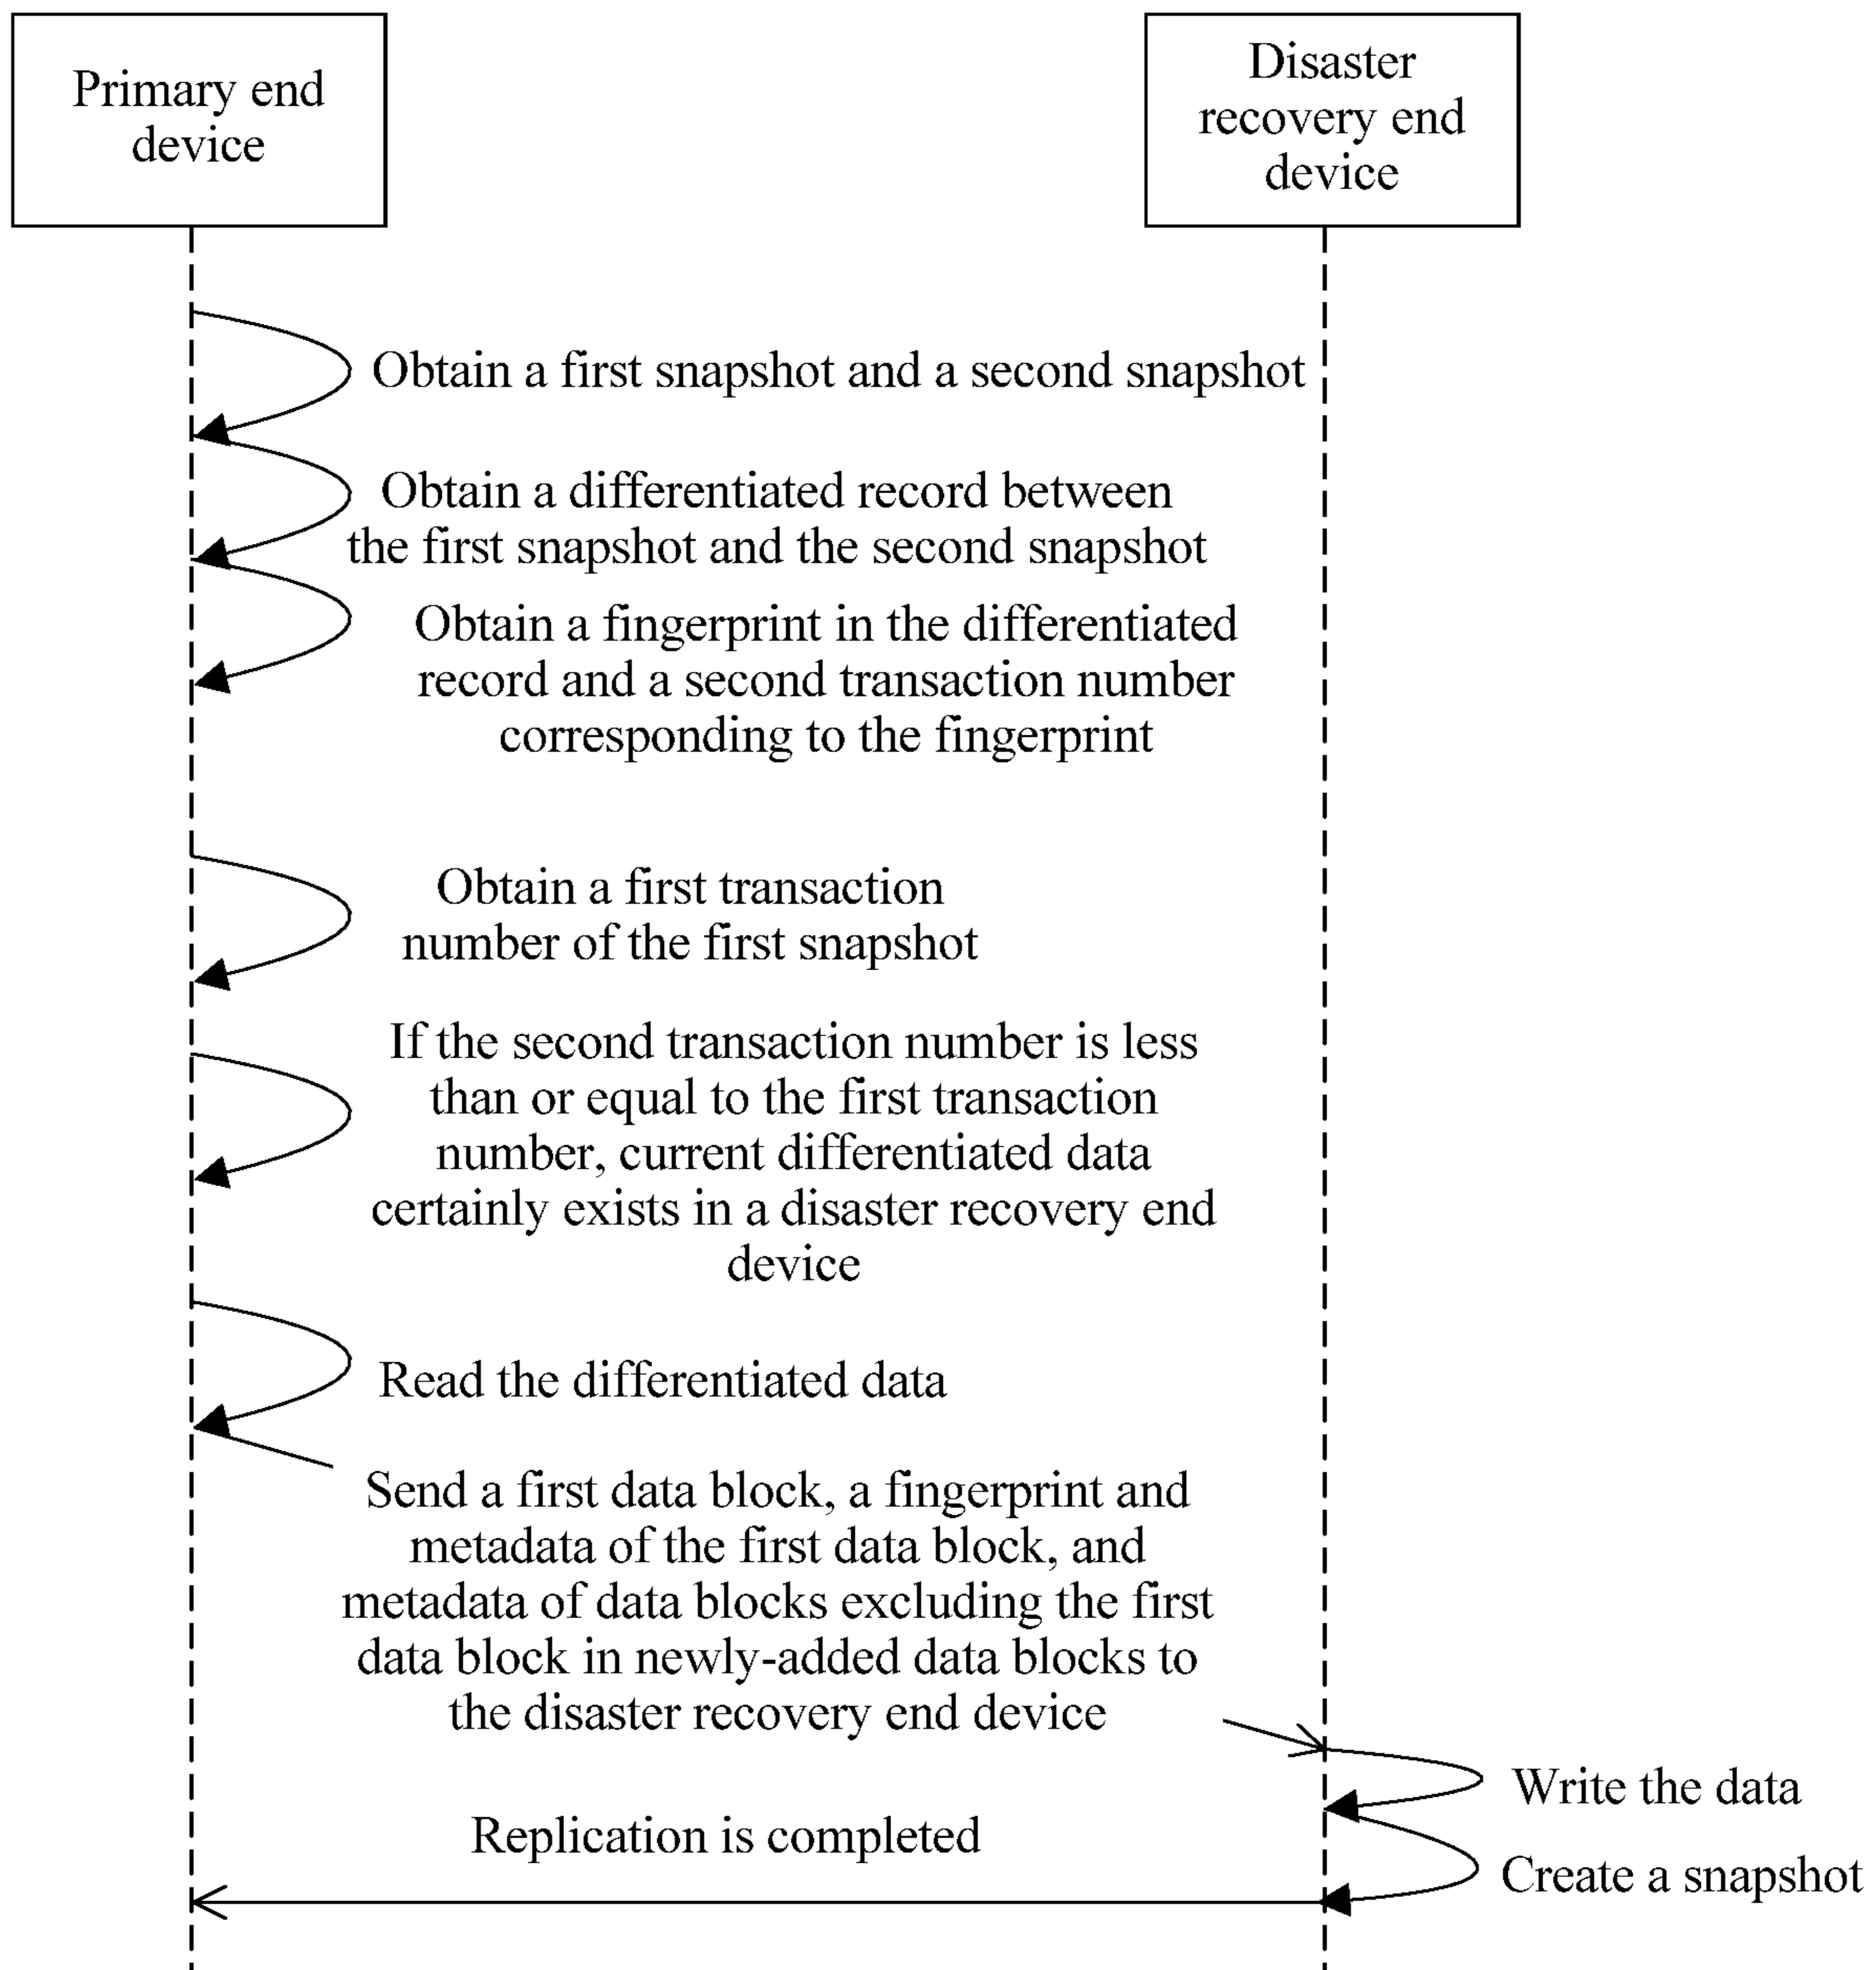 Primary end
device
Disaster
recovery end
device
Obtain a first snapshot and a second snapshot
Obtain a differentiated record between
the first snapshot and the second snapshot
Obtain a fingerprint in the differentiated
record and a second transaction number
corresponding to the fingerprint
Obtain a first transaction
number of the first snapshot
If the second transaction number is less
than or equal to the first transaction
number, current differentiated data
certainly exists in a disaster recovery end
device
Read the differentiated data
Send a first data block, a fingerprint and
metadata of the first data block, and
metadata of data blocks excluding the first
data block in newly-added data blocks to
the disaster recovery end device
Write the data
Replication is completed
Create a snapshot